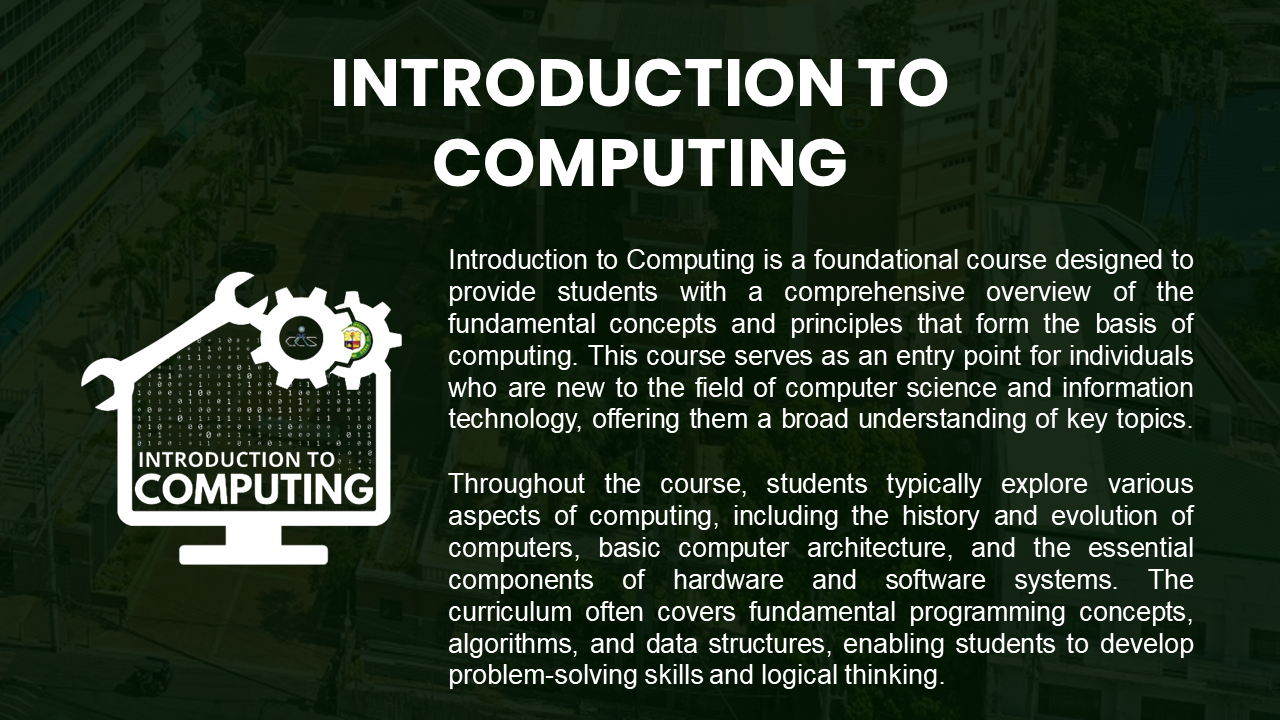 INTRODUCTION TO
COMPUTING
Introduction to Computing is a foundational course designed to
provide students with a comprehensive overview of the
fundamental concepts and principles that form the basis of
computing. This course serves as an entry point for individuals
who are new to the field of computer science and information
technology, offering them a broad understanding of key topics.
INTRODUCTION TO
COMPUTING
Throughout the course, students typically explore various
aspects of computing, including the history and evolution of
computers, basic computer architecture, and the essential
components of hardware and software systems. The
curriculum often covers fundamental programming concepts,
algorithms, and data structures, enabling students to develop
problem-solving skills and logical thinking.